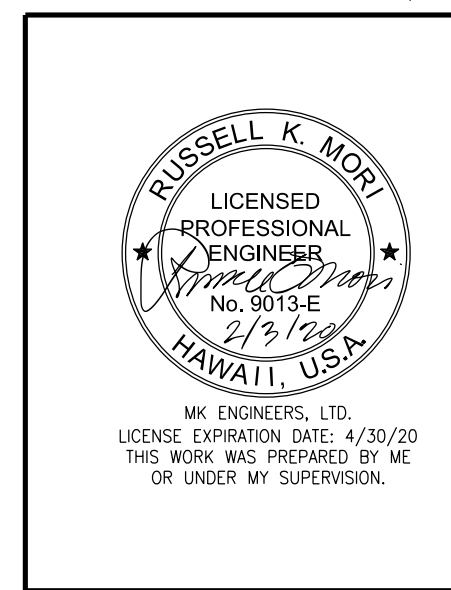 RUSSELL K. MORI
LICENSED
PROFESSIONAL
ENGINEER
No. 9013-E
2/3/20
HAWAII, U.S.A.
MK ENGINEERS, LTD.
LICENSE EXPIRATION DATE: 4/30/20
THIS WORK WAS PREPARED BY ME
OR UNDER MY SUPERVISION.